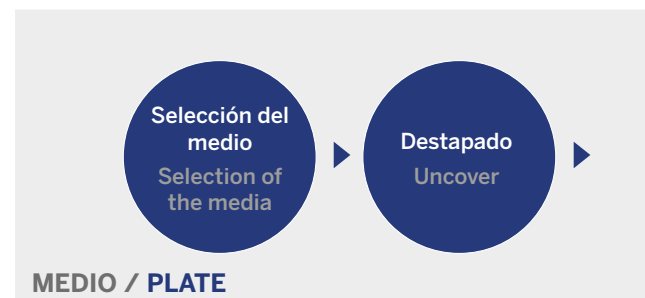 Selección del
medio
Selection of
the media
Destapado
Uncover
MEDIO / PLATE